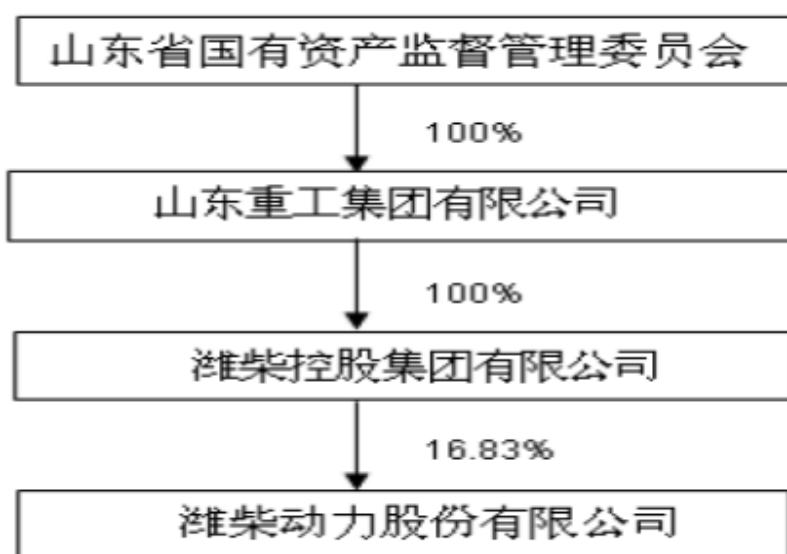 山东省国有资产监督管理委员会
100%
山东重工集团有限公司
100%
潍柴控股集团有限公司
16.83%
潍柴动力股份有限公司